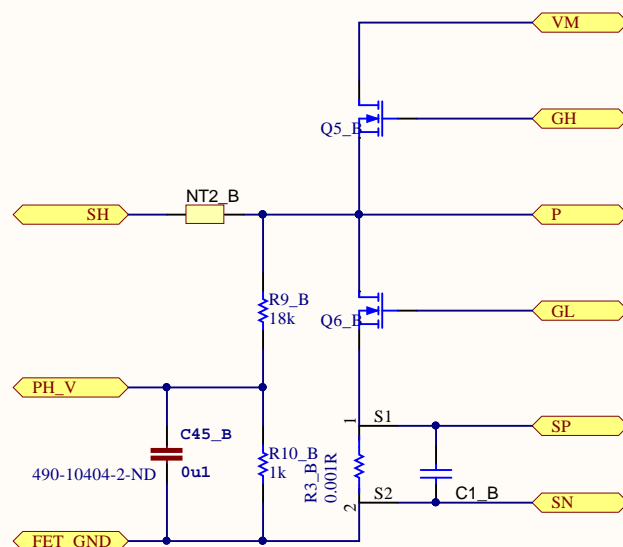 VM
Q5_B
GH
NT2_B
SH
P
R9_B
18k
Q6_B
GL
PH_V
C45_B
490-10404-2-ND
0u1
R10_B
1k
1
S1
SP
R3_B
0.001R
2
S2
C1_B
SN
FET_GND